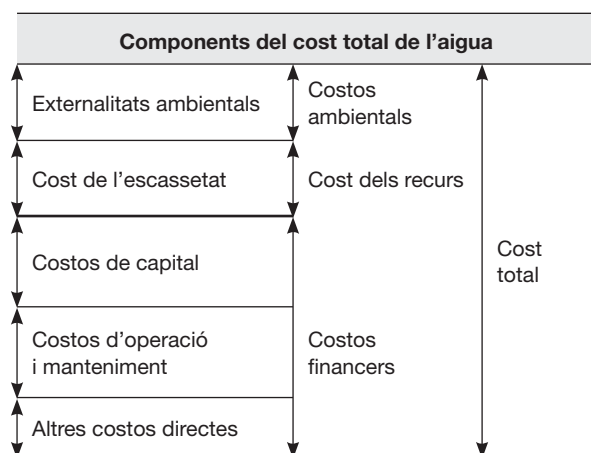 Components del cost total de l’aigua
Externalitats ambientals
Costos
ambientals
Cost de l’escassetat
Cost dels recurs
Costos de capital
Cost
total
Costos d’operació
i manteniment
Costos
financers
Altres costos directes